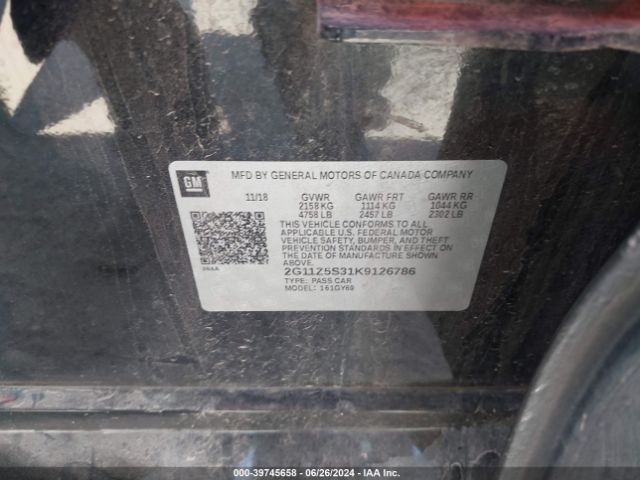 GM
MFD BY GENERAL MOTORS OF CANADA COMPANY
11/18 GVWR GAWR FRT GAWR RR
2158 KG 1114 KG 1044 KG
4758 LB 2457 LB 2302 LB
THIS VEHICLE CONFORMS TO ALL
APPLICABLE U.S. FEDERAL MOTOR
VEHICLE SAFETY, BUMPER, AND THEFT
PREVENTION STANDARDS IN EFFECT ON
THE DATE OF MANUFACTURE SHOWN
ABOVE.
2G11Z5S31K9126786
TYPE: PASS CAR
MODEL: 161GY69
000-39745658 - 06/26/2024 - IAA Inc.